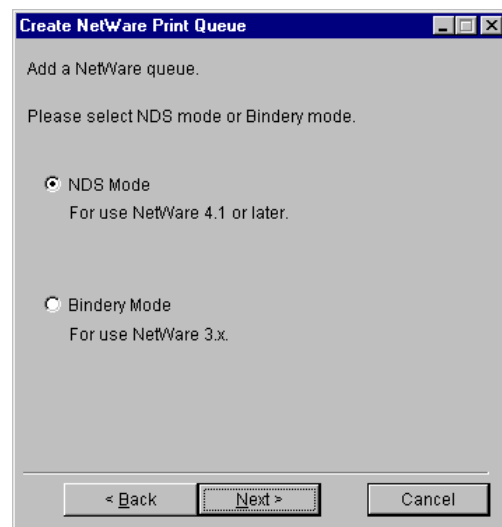 Create NetWare Print Queue
Add a NetWare queue.
Please select NDS mode or Bindery mode.
NDS Mode
For use NetWare 4.1 or later.
Bindery Mode
For use NetWare 3.x.
< Back
Next >
Cancel